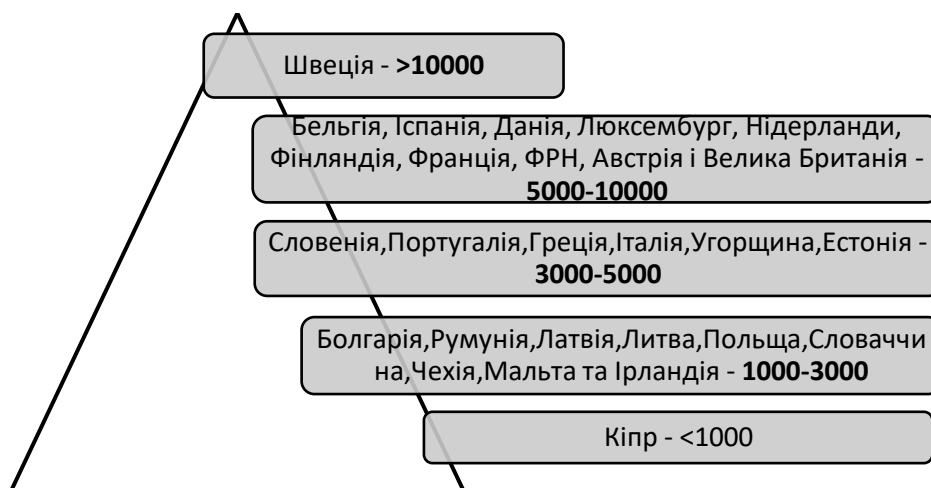 Швеція - >10000
Бельгія, Іспанія, Данія, Люксембург, Нідерланди,
Фінляндія, Франція, ФРН, Австрія і Велика Британія -
5000-10000
Словенія,Португалія,Греція,Італія,Угорщина,Естонія -
3000-5000
Болгарія,Румунія,Латвія,Литва,Польща,Словаччи
на,Чехія,Мальта та Ірландія - 1000-3000
Кіпр - <1000